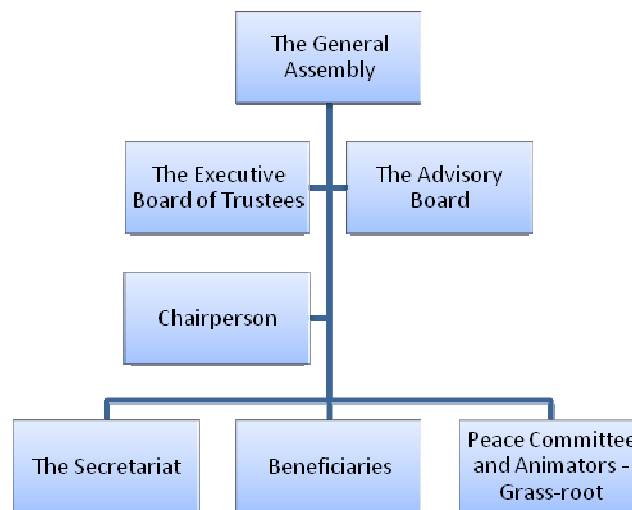 The General
Assembly
The Executive
Board of Trustees
The Advisory
Board
Chairperson
The Secretariat
Beneficiaries
Peace Committee
and Animators -
Grass-root